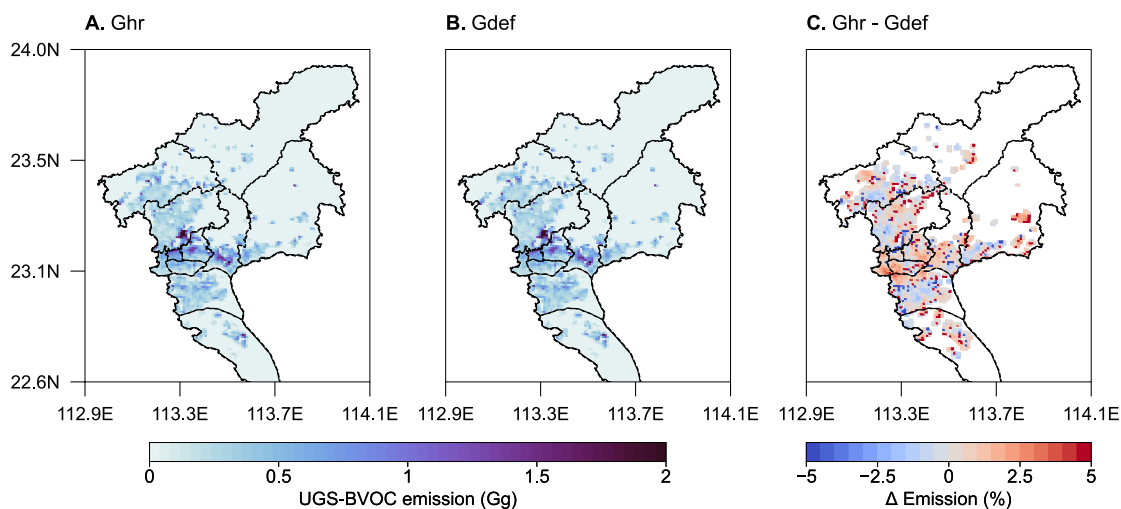 A. Ghr
B. Gdef
C. Ghr - Gdef
24.0N
23.5N
23.1N
22.6N
112.9E 113.3E 113.7E 114.1E
112.9E 113.3E 113.7E 114.1E
112.9E 113.3E 113.7E 114.1E
0 0.5 1 1.5 2
UGS-BVOC emission (Gg)
−5 −2.5 0 2.5 5
Δ Emission (%)